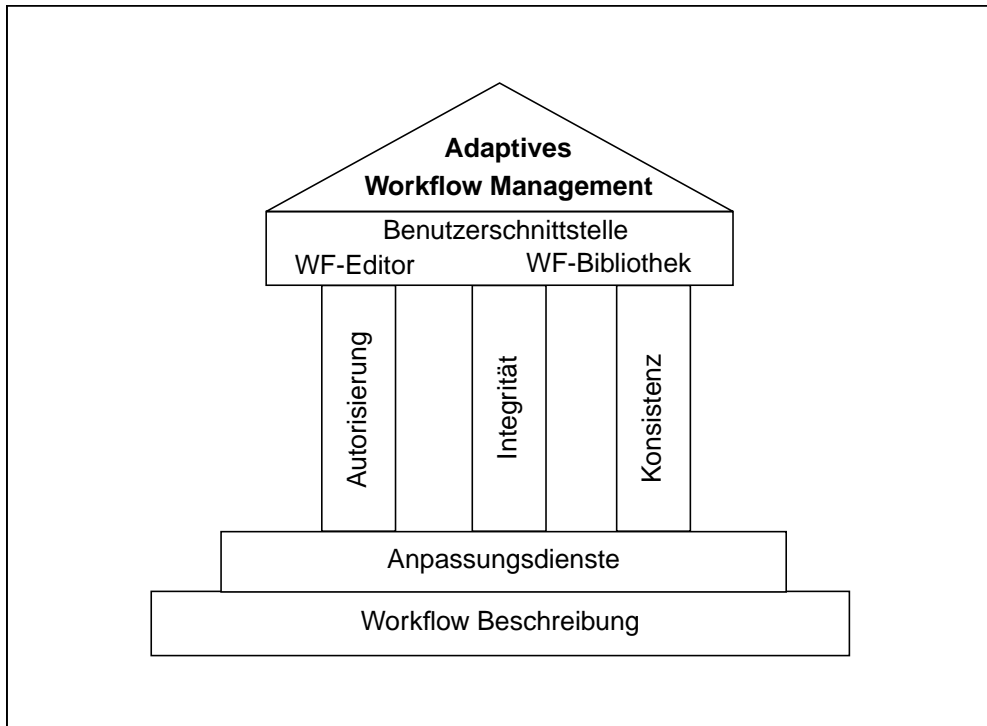 Adaptives
Workflow Management
Benutzerschnittstelle
WF-Editor
WF-Bibliothek
Autorisierung
Integrität
Konsistenz
Anpassungsdienste
Workflow Beschreibung